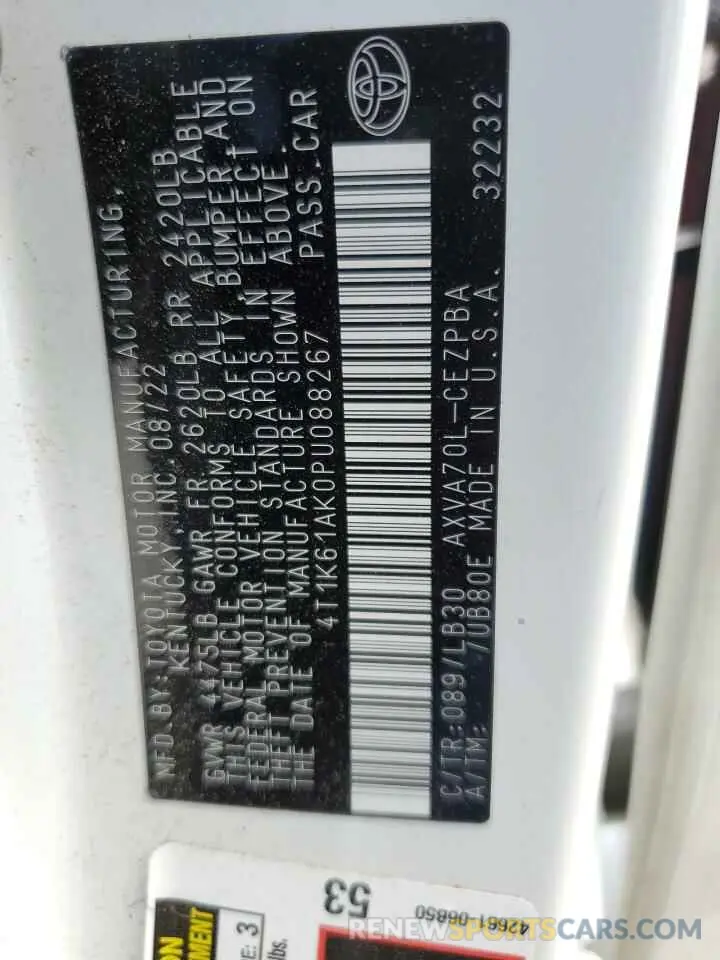 MFD.BY:TOYOTA MOTOR MANUFACTURING,
KENTUCKY,INC 08/22
GVWR 4475LB GAWR FR 2620LB RR 2420LB
THIS VEHICLE CONFORMS TO ALL APPLICABLE
FEDERAL MOTOR VEHICLE SAFETY,BUMPER,AND
THEFT PREVENTION STANDARDS IN EFFECT ON
THE DATE OF MANUFACTURE SHOWN ABOVE.
4T1K61AK0PU088267 PASS.CAR
C/TR:089/LB30 AXVA70L-CEZPBA
A/TM: /UB80E MADE IN U.S.A. 32232
53
42661-06850
3
lbs.
RENEWSPORTSCARS.COM